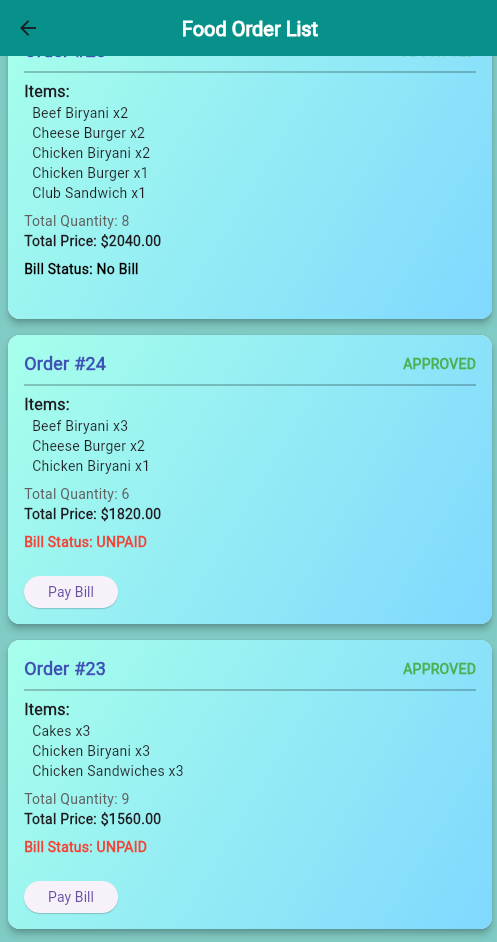 Food Order List
Items:
Beef Biryani x2
Cheese Burger x2
Chicken Biryani x2
Chicken Burger x1
Club Sandwich x1
Total Quantity: 8
Total Price: $2040.00
Bill Status: No Bill
Order #24 APPROVED
Items:
Beef Biryani x3
Cheese Burger x2
Chicken Biryani x1
Total Quantity: 6
Total Price: $1820.00
Bill Status: UNPAID
Pay Bill
Order #23 APPROVED
Items:
Cakes x3
Chicken Biryani x3
Chicken Sandwiches x3
Total Quantity: 9
Total Price: $1560.00
Bill Status: UNPAID
Pay Bill